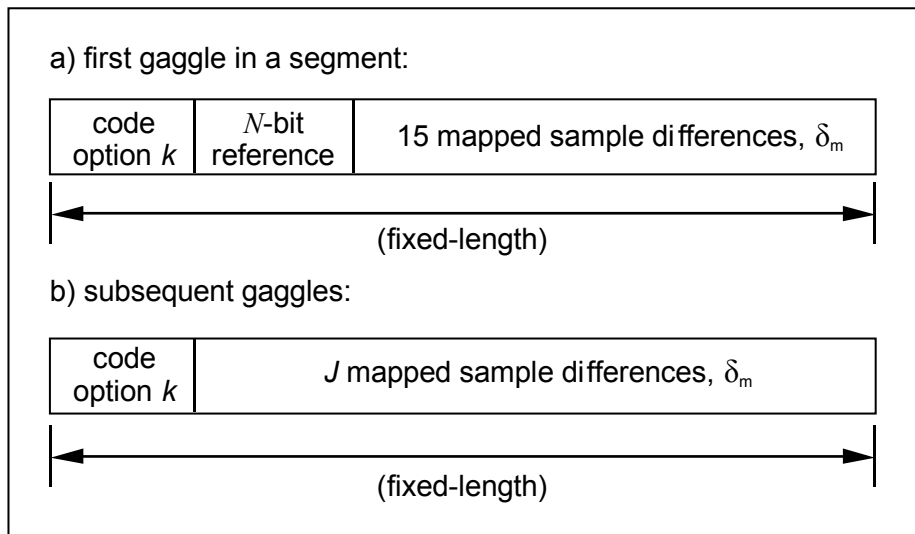 a) first gaggle in a segment:
code option k
N-bit reference
15 mapped sample differences, δm
(fixed-length)
b) subsequent gaggles:
code option k
J mapped sample differences, δm
(fixed-length)